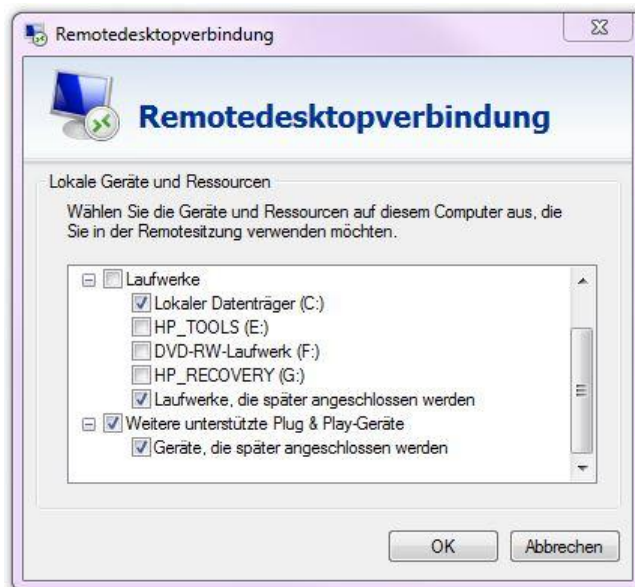 Remotedesktopverbindung
Remotedesktopverbindung
Lokale Geräte und Ressourcen
Wählen Sie die Geräte und Ressourcen auf diesem Computer aus, die
Sie in der Remotesitzung verwenden möchten.
Laufwerke
Lokaler Datenträger (C:)
HP_TOOLS (E:)
DVD-RW-Laufwerk (F:)
HP_RECOVERY (G:)
Laufwerke, die später angeschlossen werden
Weitere unterstützte Plug & Play-Geräte
Geräte, die später angeschlossen werden
OK Abbrechen